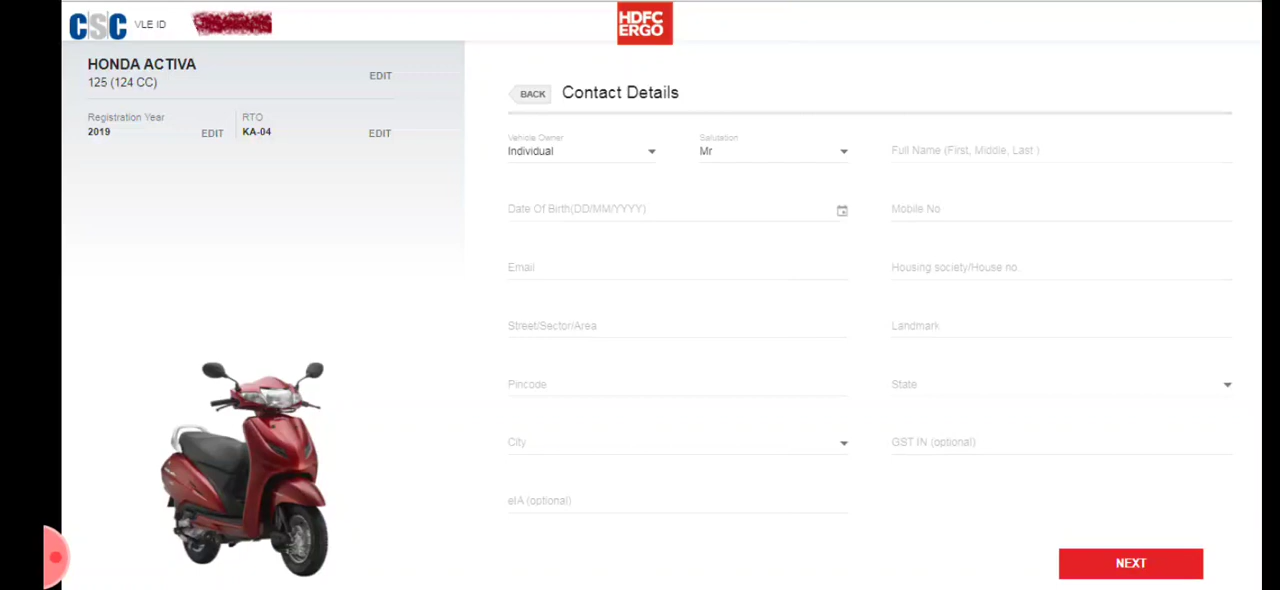 CSC VLE ID
HDFC
ERGO
HONDA ACTIVA
125 (124 CC)
EDIT
Registration Year
2019
EDIT
RTO
KA-04
EDIT
BACK
Contact Details
Vehicle Owner
Individual
Salutation
Mr
Full Name (First, Middle, Last )
Date Of Birth(DD/MM/YYYY)
Mobile No
Email
Housing society/House no.
Street/Sector/Area
Landmark
Pincode
State
City
GST IN (optional)
eIA (optional)
NEXT